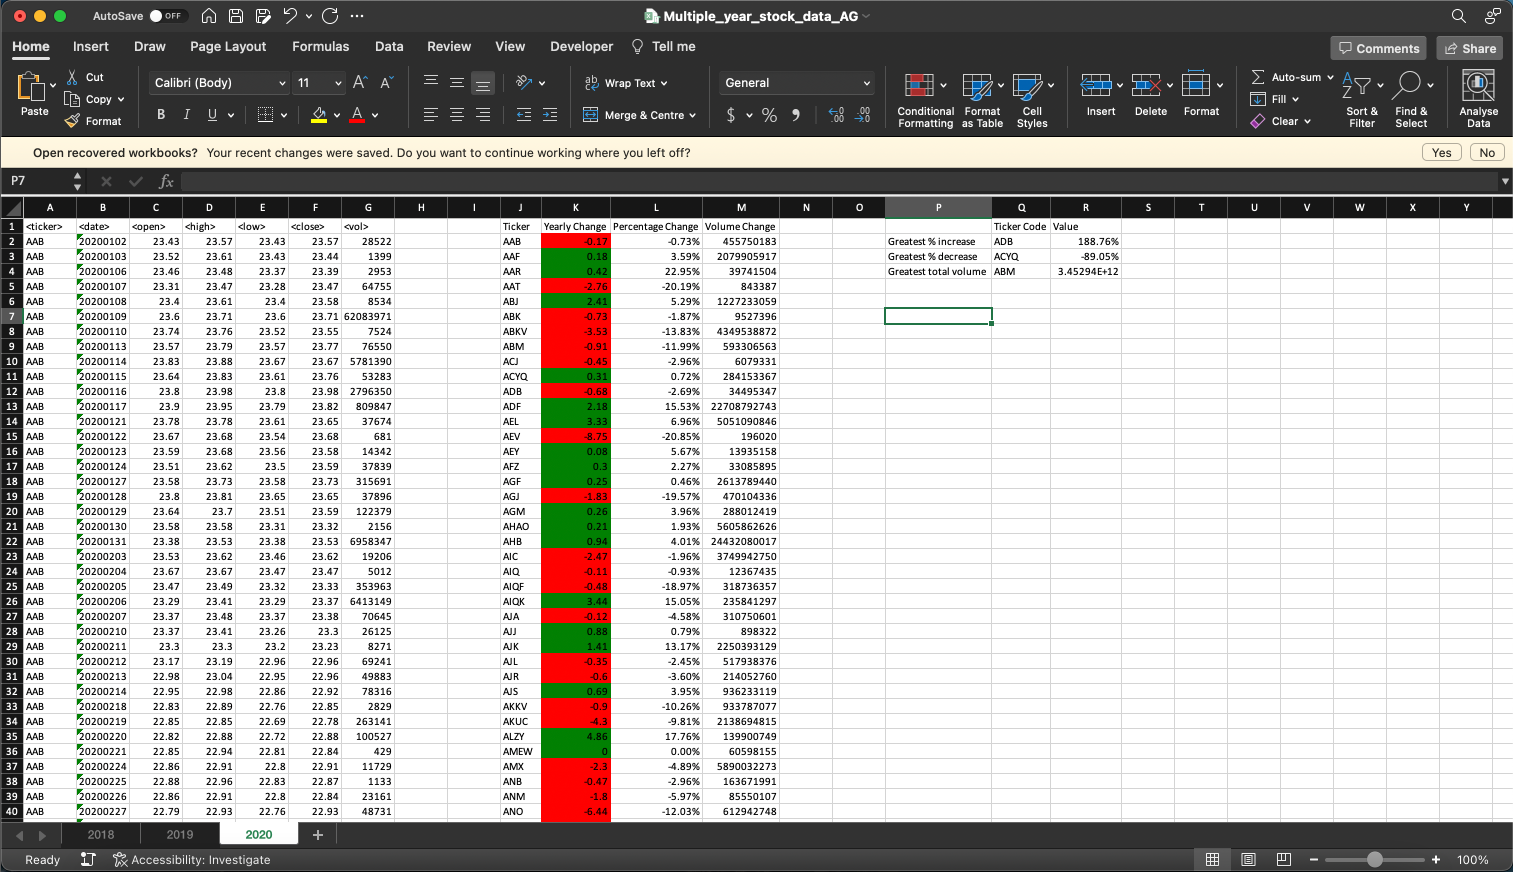 AutoSave OFF Multiple_year_stock_data_AG
Home Insert Draw Page Layout Formulas Data Review View Developer Tell me Comments Share
Paste Cut Copy Format Calibri (Body) 11 A A B I U A ab Wrap Text Merge & Centre General $ % Conditional Formatting Format as Table Cell Styles Insert Delete Format Auto-sum Fill Clear Sort & Filter Find & Select Analyse Data
Open recovered workbooks? Your recent changes were saved. Do you want to continue working where you left off? Yes No
P7 fx
A B C D E F G H I J K L M N O P Q R S T U V W X Y
1 <ticker> <date> <open> <high> <low> <close> <vol> Ticker Yearly Change Percentage Change Volume Change Ticker Code Value
2 AAB 20200102 23.43 23.57 23.43 23.57 28522 AAB -0.17 -0.73% 455750183 Greatest % increase ADB 188.76%
3 AAB 20200103 23.52 23.61 23.43 23.44 1399 AAF 0.18 3.59% 2079905917 Greatest % decrease ACYQ -89.05%
4 AAB 20200106 23.46 23.48 23.37 23.39 2953 AAR 0.42 22.95% 39741504 Greatest total volume ABM 3.45294E+12
5 AAB 20200107 23.31 23.47 23.28 23.47 64755 AAT -2.76 -20.19% 843387
6 AAB 20200108 23.4 23.61 23.4 23.58 8534 ABJ 2.41 5.29% 1227233059
7 AAB 20200109 23.6 23.71 23.6 23.71 62083971 ABK -0.73 -1.87% 9527396
8 AAB 20200110 23.74 23.76 23.52 23.55 7524 ABKV -3.53 -13.83% 4349538872
9 AAB 20200113 23.57 23.79 23.57 23.77 76550 ABM -0.91 -11.99% 593306563
10 AAB 20200114 23.83 23.88 23.67 23.67 5781390 ACJ -0.45 -2.96% 6079331
11 AAB 20200115 23.64 23.83 23.61 23.76 53283 ACYQ 0.31 0.72% 284153367
12 AAB 20200116 23.8 23.98 23.8 23.98 2796350 ADB -0.68 -2.69% 34495347
13 AAB 20200117 23.9 23.95 23.79 23.82 809847 ADF 2.18 15.53% 22708792743
14 AAB 20200121 23.78 23.78 23.61 23.65 37674 AEL 3.33 6.96% 5051090846
15 AAB 20200122 23.67 23.68 23.54 23.68 681 AEV -8.75 -20.85% 196020
16 AAB 20200123 23.59 23.68 23.56 23.58 14342 AEY 0.08 5.67% 13935158
17 AAB 20200124 23.51 23.62 23.5 23.59 37839 AFZ 0.3 2.27% 33085895
18 AAB 20200127 23.58 23.73 23.58 23.73 315691 AGF 0.25 0.46% 2613789440
19 AAB 20200128 23.8 23.81 23.65 23.65 37896 AGJ -1.83 -19.57% 470104336
20 AAB 20200129 23.64 23.7 23.51 23.59 122379 AGM 0.26 3.96% 288012419
21 AAB 20200130 23.58 23.58 23.31 23.32 2156 AHAO 0.21 1.93% 5605862626
22 AAB 20200131 23.38 23.53 23.38 23.53 6958347 AHB 0.94 4.01% 24432080017
23 AAB 20200203 23.53 23.62 23.46 23.62 19206 AIC -2.47 -1.96% 3749942750
24 AAB 20200204 23.67 23.67 23.47 23.47 5012 AIQ -0.11 -0.93% 12367435
25 AAB 20200205 23.47 23.49 23.32 23.33 353963 AIQF -0.48 -18.97% 318736357
26 AAB 20200206 23.29 23.41 23.29 23.37 6413149 AIQK 3.44 15.05% 235841297
27 AAB 20200207 23.37 23.48 23.37 23.38 70645 AJA -0.12 -4.58% 310750601
28 AAB 20200210 23.37 23.41 23.26 23.3 26125 AJJ 0.88 0.79% 898322
29 AAB 20200211 23.3 23.3 23.2 23.23 8271 AJK 1.41 13.17% 2250393129
30 AAB 20200212 23.17 23.19 22.96 22.96 69241 AJL -0.35 -2.45% 517938376
31 AAB 20200213 22.98 23.04 22.95 22.96 49883 AJR -0.6 -3.60% 214052760
32 AAB 20200214 22.95 22.98 22.86 22.92 78316 AJS 0.69 3.95% 936233119
33 AAB 20200218 22.83 22.89 22.76 22.85 2829 AKKV -0.9 -10.26% 933787077
34 AAB 20200219 22.85 22.85 22.69 22.78 263141 AKUC -4.3 -9.81% 2138694815
35 AAB 20200220 22.82 22.88 22.72 22.88 100527 ALZY 4.86 17.76% 139900749
36 AAB 20200221 22.85 22.94 22.81 22.84 429 AMEW 0 0.00% 60598155
37 AAB 20200224 22.86 22.91 22.8 22.91 11729 AMX -2.3 -4.89% 5890032273
38 AAB 20200225 22.88 22.96 22.83 22.87 1133 ANB -0.47 -2.96% 163671991
39 AAB 20200226 22.86 22.91 22.8 22.84 23161 ANM -1.8 -5.97% 85550107
40 AAB 20200227 22.79 22.93 22.76 22.93 48731 ANO -6.44 -12.03% 612942748
2018 2019 2020 +
Ready Accessibility: Investigate 100%